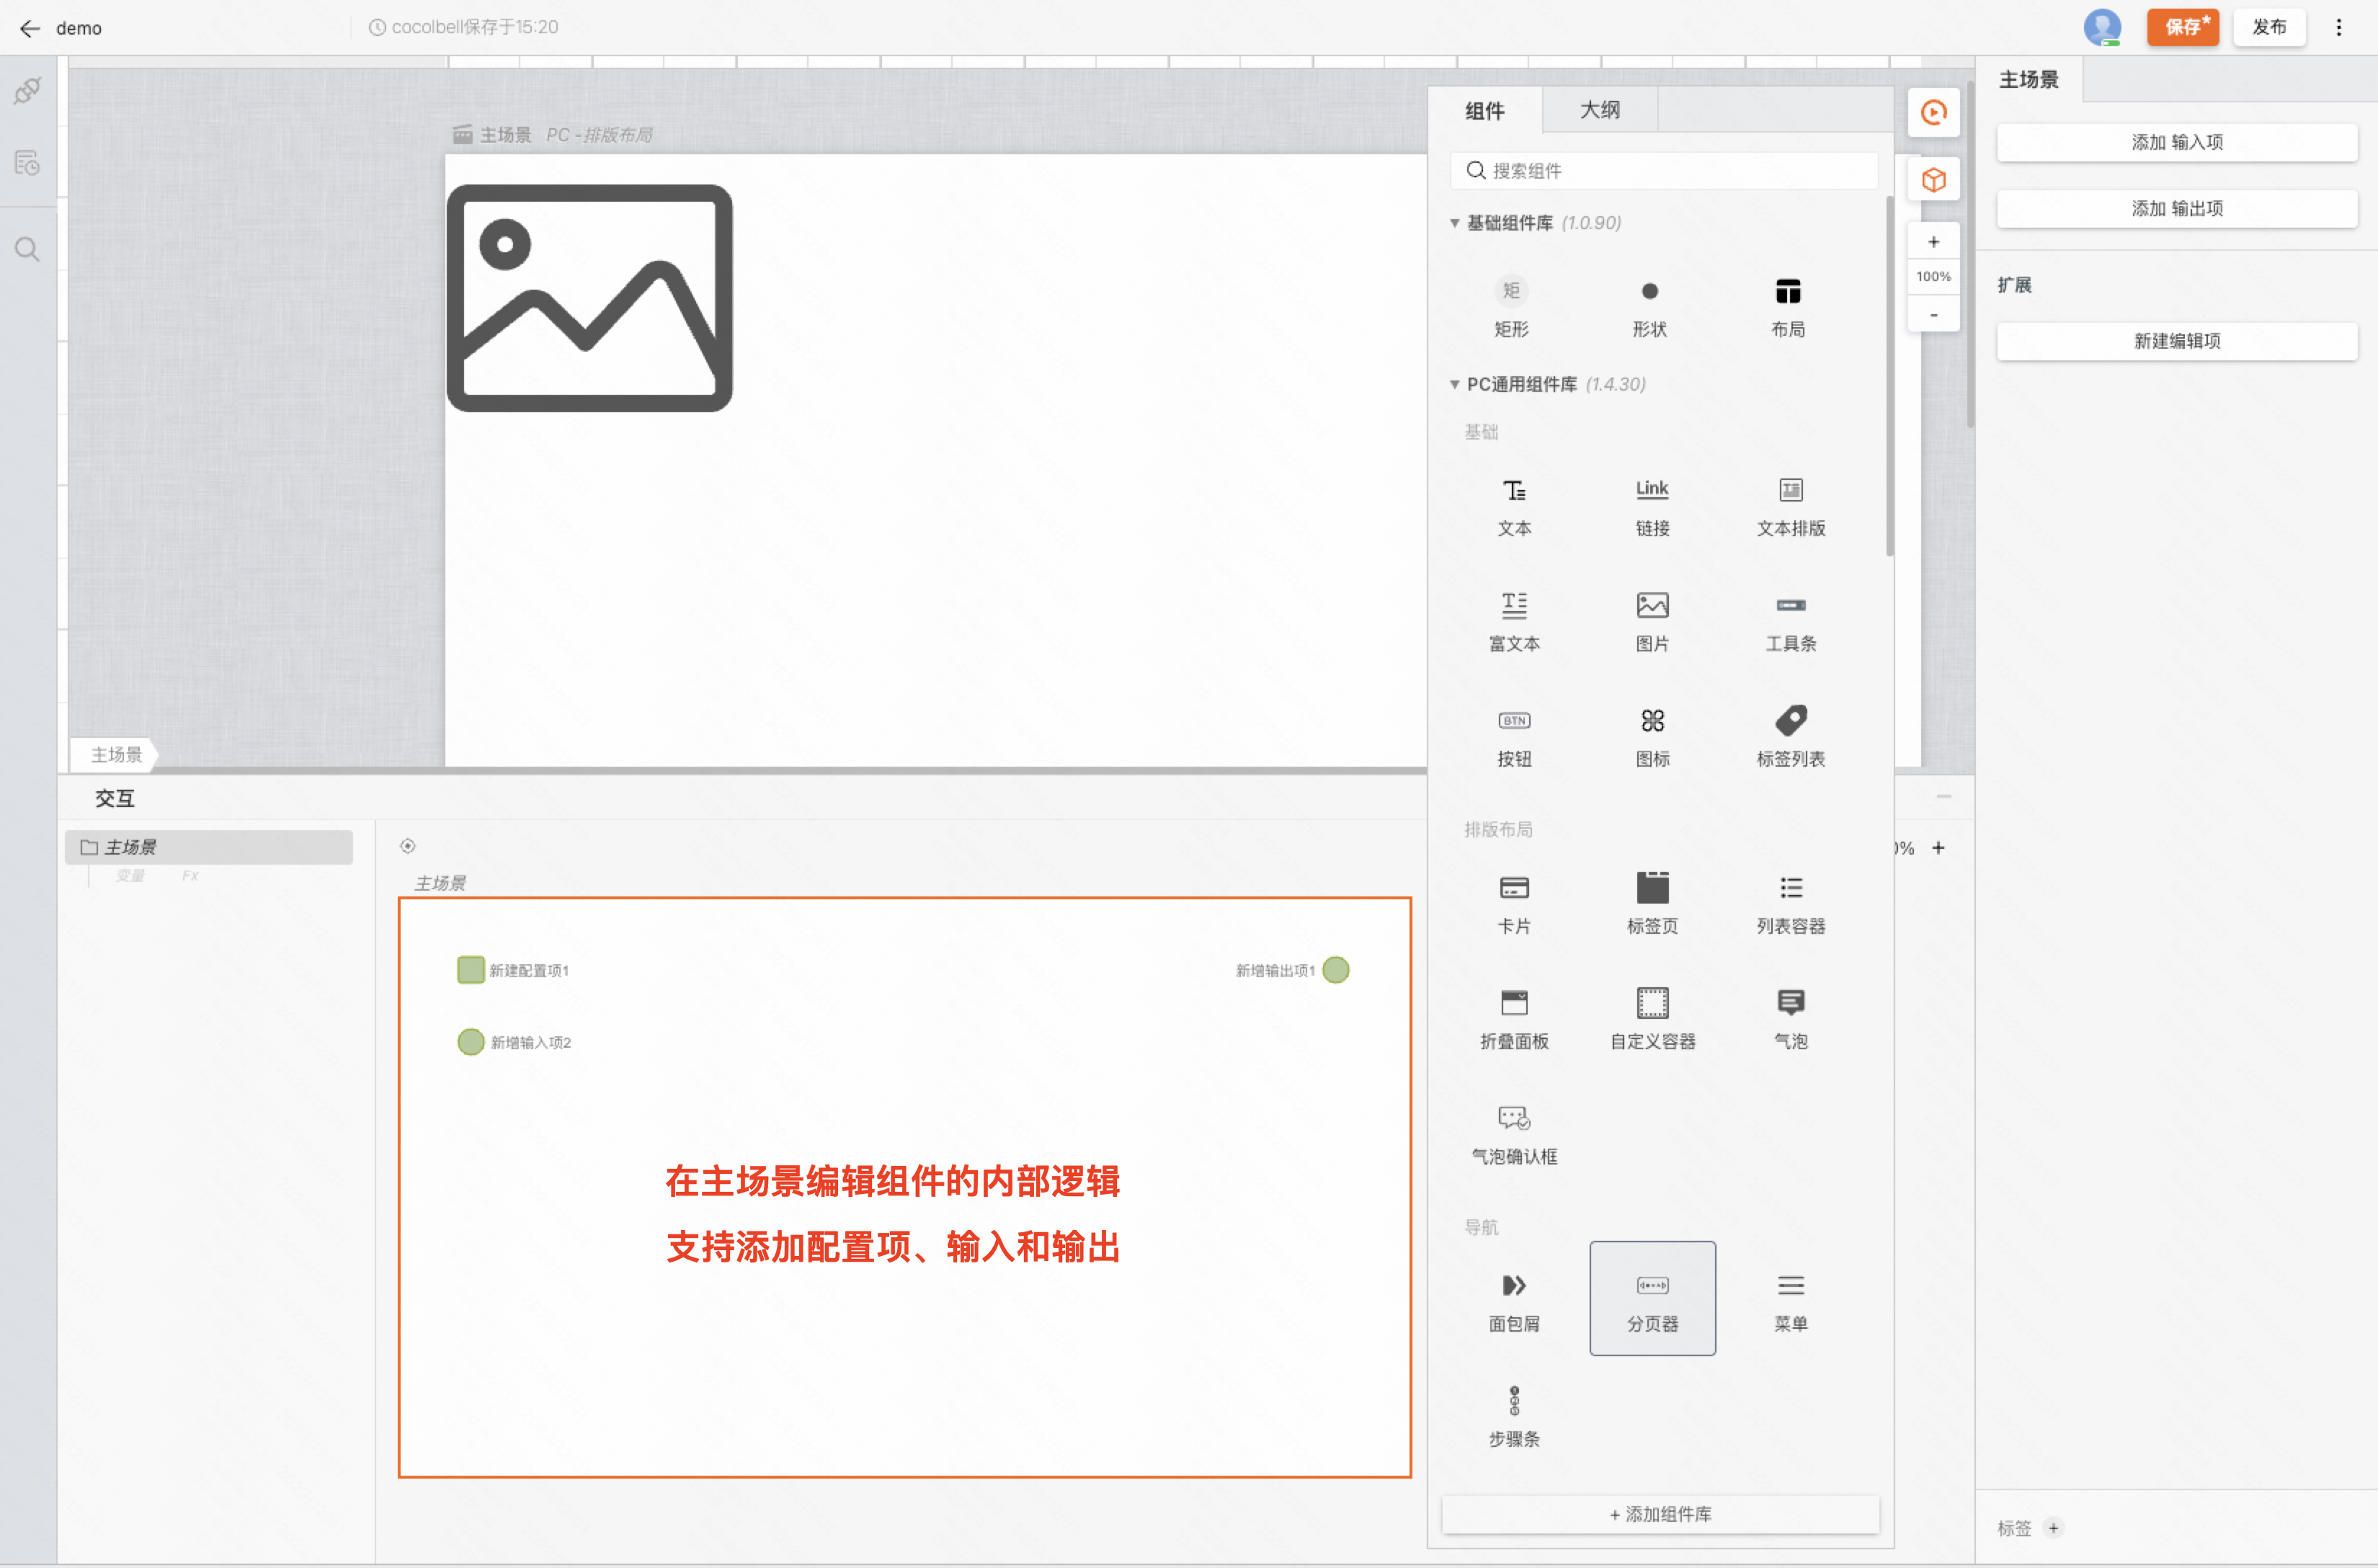 demo
cocolbell保存于15:20
保存*
发布
主场景 PC -排版布局
组件
大纲
搜索组件
基础组件库 (1.0.90)
矩
矩形
形状
布局
PC通用组件库 (1.4.30)
基础
文本
Link
链接
文本排版
富文本
图片
工具条
BTN
按钮
图标
标签列表
排版布局
卡片
标签页
列表容器
折叠面板
自定义容器
气泡
气泡确认框
导航
面包屑
分页器
菜单
步骤条
+ 添加组件库
+
100%
-
主场景
添加 输入项
添加 输出项
扩展
新建编辑项
标签 +
主场景
交互
主场景
变量 Fx
% +
主场景
新建配置项1
新增输出项1
新增输入项2
在主场景编辑组件的内部逻辑
支持添加配置项、输入和输出